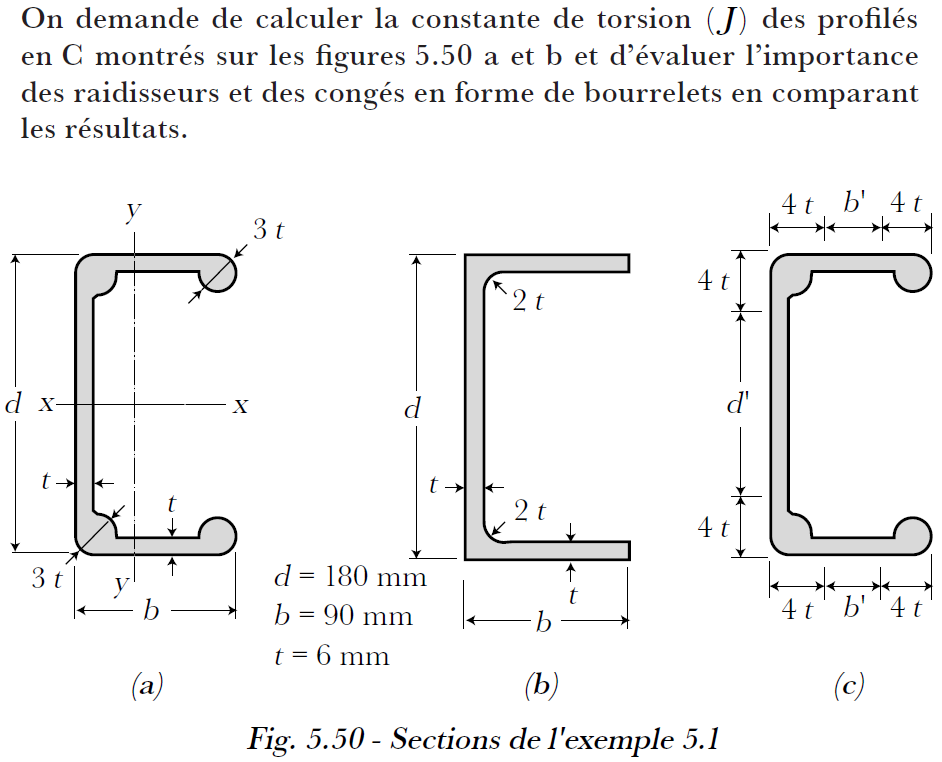 On demande de calculer la constante de torsion (J) des profilés
en C montrés sur les figures 5.50 a et b et d'évaluer l'importance
des raidisseurs et des congés en forme de bourrelets en comparant
les résultats.
y
3 t
d
x
x
t
t
3 t
y
b
(a)
d
2 t
t
2 t
t
b
(b)
d = 180 mm
b = 90 mm
t = 6 mm
4 t b' 4 t
4 t
d'
4 t
4 t b' 4 t
(c)
Fig. 5.50 - Sections de l'exemple 5.1